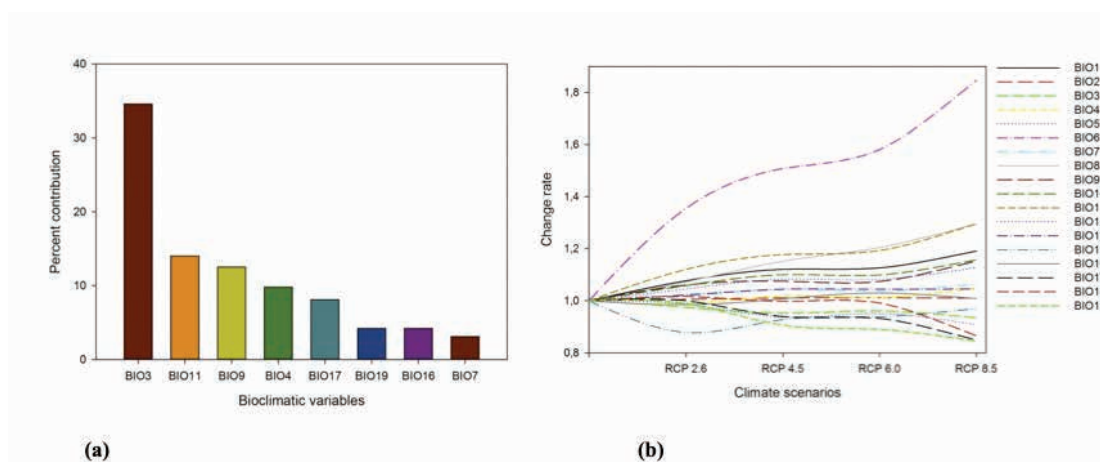 40
30
20
10
0
Percent contribution
BIO3 BIO11 BIO9 BIO4 BIO17 BIO19 BIO16 BIO7
Bioclimatic variables
(a)
1,8
1,6
1,4
1,2
1,0
0,8
Change rate
RCP 2.6 RCP 4.5 RCP 6.0 RCP 8.5
Climate scenarios
BIO1
BIO2
BIO3
BIO4
BIO5
BIO6
BIO7
BIO8
BIO9
BIO1
BIO1
BIO1
BIO1
BIO1
BIO1
BIO1
BIO1
BIO1
(b)